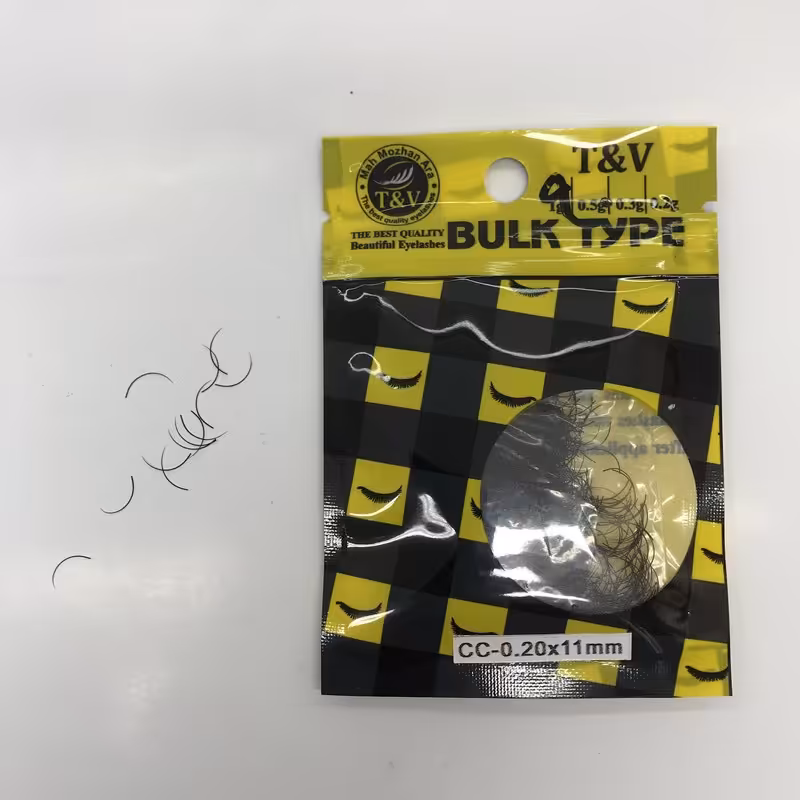 Mah Mozhan Ara
T&V
The Best quality eyelashes
T&V
1g 0.5g 0.3g 0.2g
THE BEST QUALITY
Beautiful Eyelashes
BULK TYPE
CC-0.20x11mm